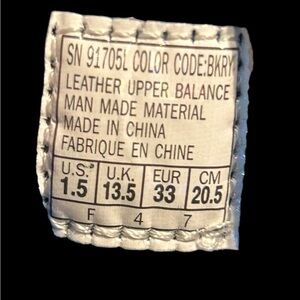 SN 91705L COLOR CODE:BKRY
LEATHER UPPER BALANCE
MAN MADE MATERIAL
MADE IN CHINA
FABRIQUE EN CHINE
U.S. U.K. EUR CM
1.5 13.5 33 20.5
F 4 7